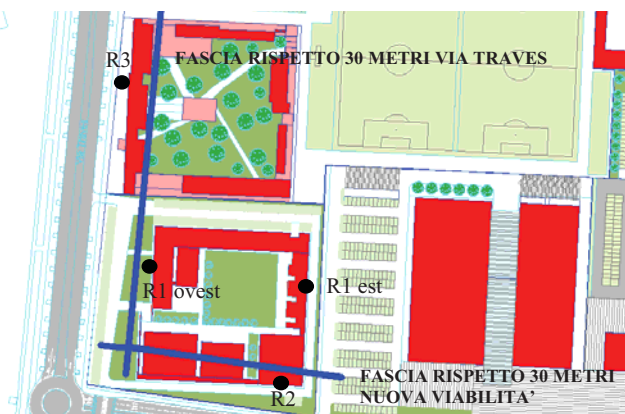 R3
FASCIA RISPETTO 30 METRI VIA TRAVES
R1 ovest
R1 est
FASCIA RISPETTO 30 METRI
NUOVA VIABILITA'
R2